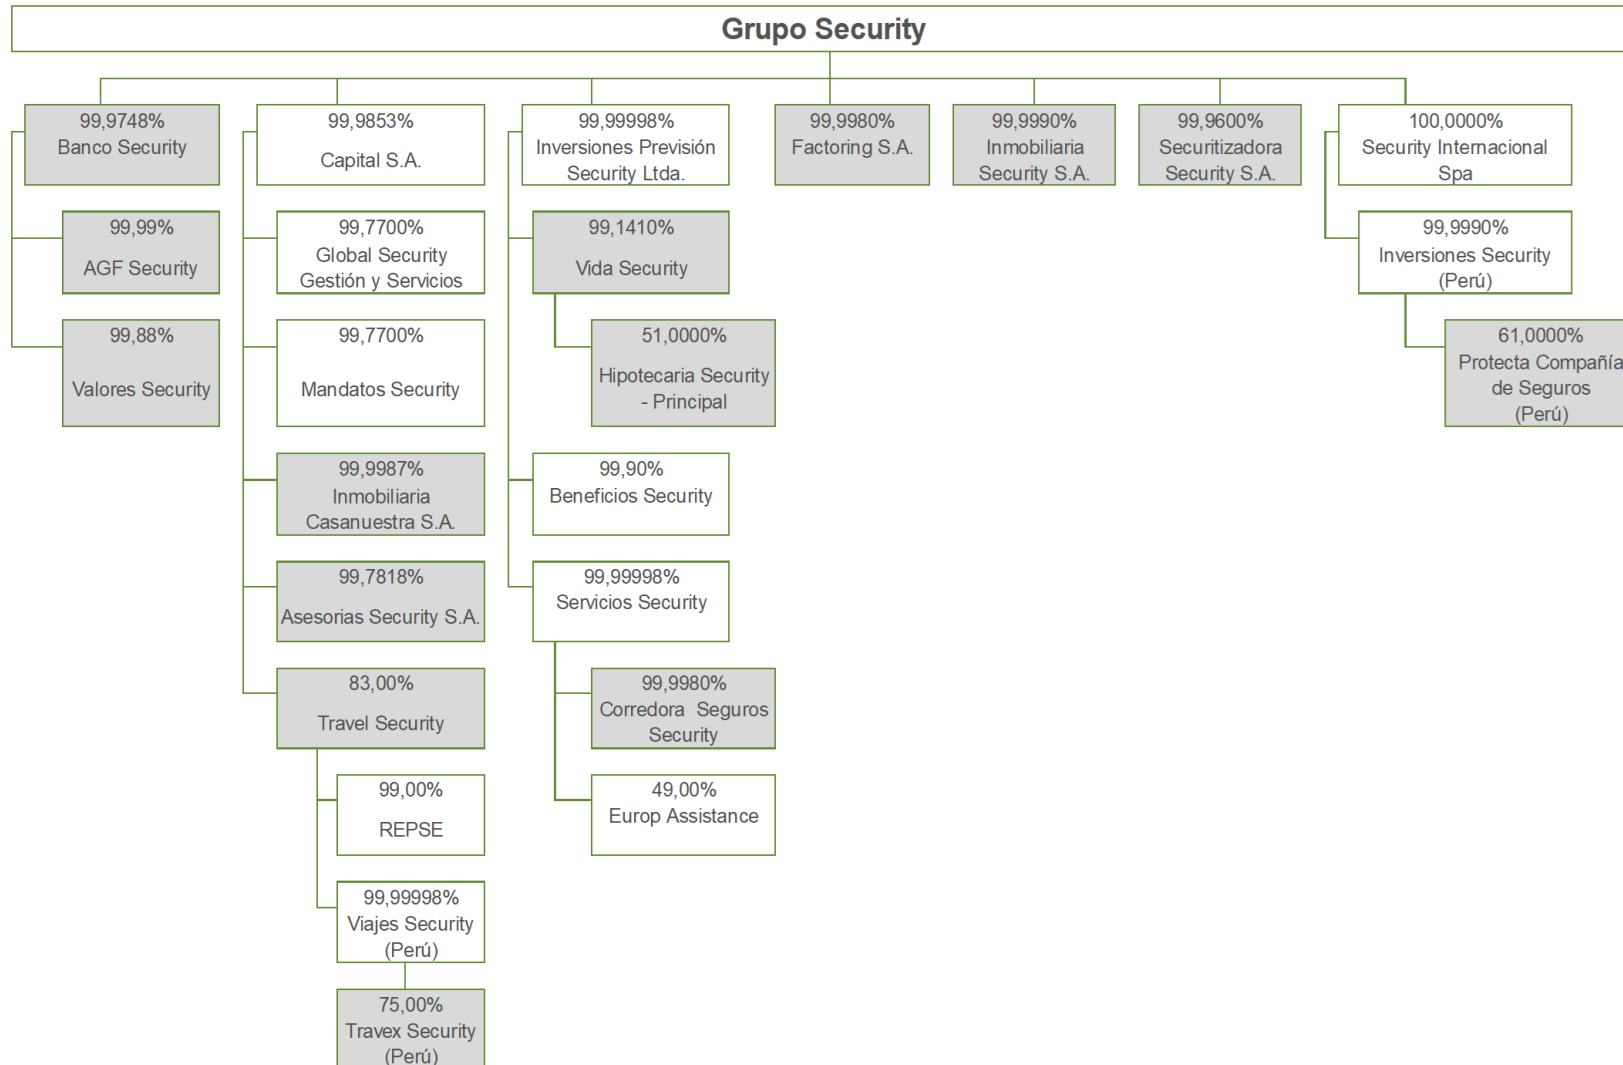 Grupo Security
99,9748%
Banco Security
99,99%
AGF Security
99,88%
Valores Security
99,9853%
Capital S.A.
99,7700%
Global Security
Gestión y Servicios
99,7700%
Mandatos Security
99,9987%
Inmobiliaria
Casanuestra S.A.
99,7818%
Asesorias Security S.A.
83,00%
Travel Security
99,00%
REPSE
99,99998%
Viajes Security
(Perú)
75,00%
Travex Security
(Perú)
99,99998%
Inversiones Previsión
Security Ltda.
99,1410%
Vida Security
51,0000%
Hipotecaria Security
- Principal
99,90%
Beneficios Security
99,99998%
Servicios Security
99,9980%
Corredora  Seguros
Security
49,00%
Europ Assistance
99,9980%
Factoring S.A.
99,9990%
Inmobiliaria
Security S.A.
99,9600%
Securitizadora
Security S.A.
100,0000%
Security Internacional
Spa
99,9990%
Inversiones Security
(Perú)
61,0000%
Protecta Compañía
de Seguros
(Perú)